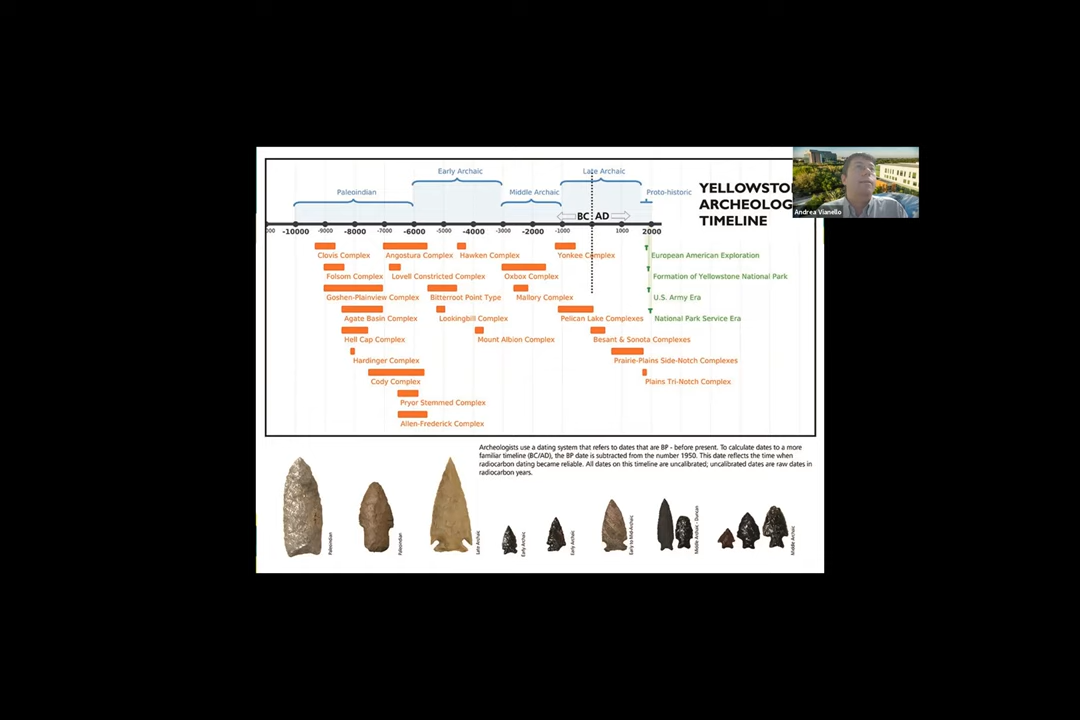 Early Archaic
Late Archaic
Paleoindian
Middle Archaic
Proto-historic
YELLOWSTO
ARCHEOLOG
TIMELINE
Andrea Vianello
BC AD
000 -10000 -9000 -8000 -7000 -6000 -5000 -4000 -3000 -2000 -1000 0 1000 2000
Clovis Complex Angostura Complex Hawken Complex Yonkee Complex European American Exploration
Folsom Complex Lovell Constricted Complex Oxbox Complex Formation of Yellowstone National Park
Goshen-Plainview Complex Bitterroot Point Type Mallory Complex U.S. Army Era
Agate Basin Complex Lookingbill Complex Pelican Lake Complexes National Park Service Era
Hell Cap Complex Mount Albion Complex Besant & Sonota Complexes
Hardinger Complex Prairie-Plains Side-Notch Complexes
Cody Complex Plains Tri-Notch Complex
Pryor Stemmed Complex
Allen-Frederick Complex
Archeologists use a dating system that refers to dates that are BP - before present. To calculate dates to a more
familiar timeline (BC/AD), the BP date is subtracted from the number 1950. This date reflects the time when
radiocarbon dating became reliable. All dates on this timeline are uncalibrated; uncalibrated dates are raw dates in
radiocarbon years.
Paleoindian
Paleoindian
Late Archaic
Early Archaic
Early Archaic
Early to Mid-Archaic
Middle Archaic - Duncan
Middle Archaic